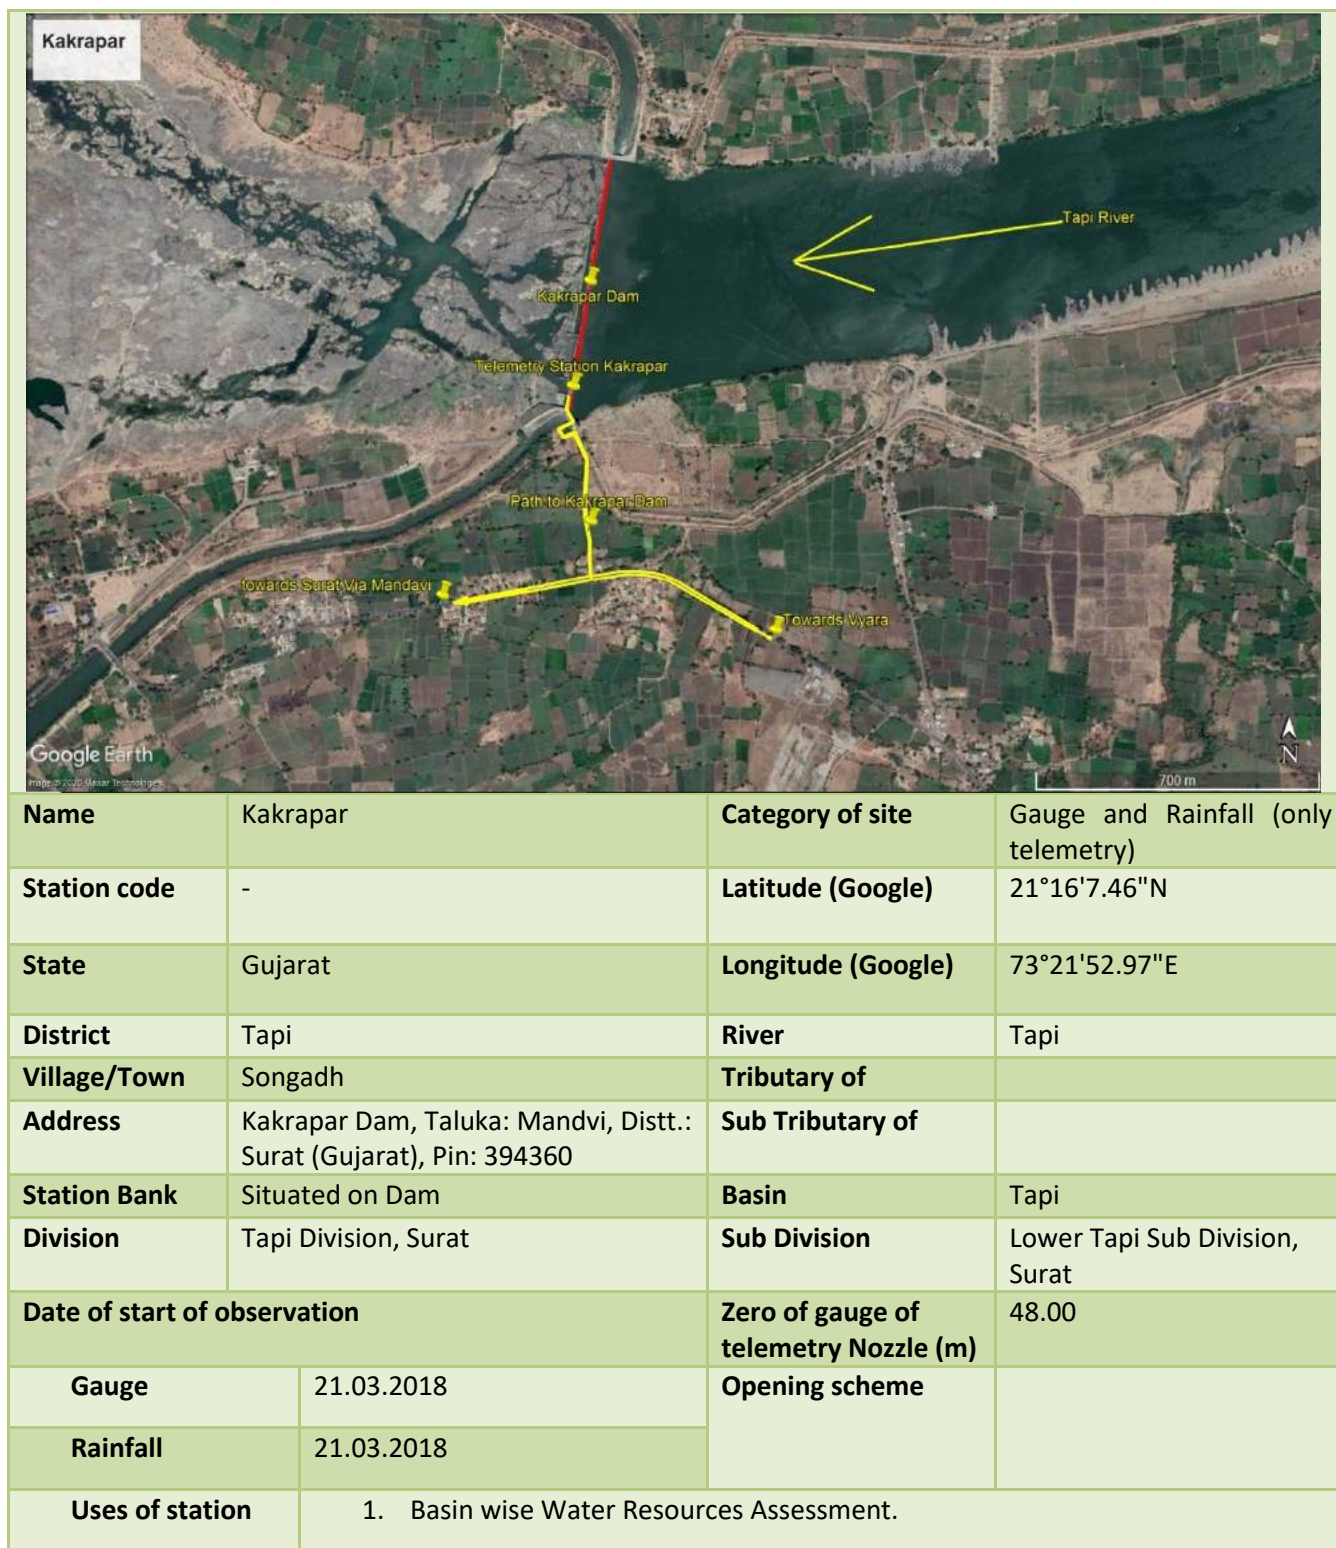 Kakrapar
Tapi River
Kakrapar Dam
Telemetry Station Kakrapar
Path to Kakrapar Dam
towards Surat Via Mandavi
Towards Vyara
Google Earth
Image © 2020 Maxar Technologies
N
700 m
Name Kakrapar Category of site Gauge and Rainfall (only
telemetry)
Station code - Latitude (Google) 21°16'7.46"N
State Gujarat Longitude (Google) 73°21'52.97"E
District Tapi River Tapi
Village/Town Songadh Tributary of
Address Kakrapar Dam, Taluka: Mandvi, Distt.: Sub Tributary of
Surat (Gujarat), Pin: 394360
Station Bank Situated on Dam Basin Tapi
Division Tapi Division, Surat Sub Division Lower Tapi Sub Division,
Surat
Date of start of observation Zero of gauge of 48.00
telemetry Nozzle (m)
Gauge 21.03.2018 Opening scheme
Rainfall 21.03.2018
Uses of station 1. Basin wise Water Resources Assessment.